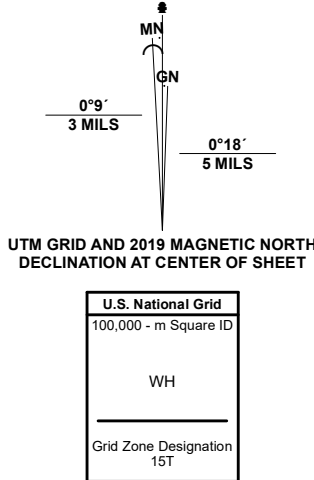 MN
GN
0°9´
3 MILS
0°18´
5 MILS
UTM GRID AND 2019 MAGNETIC NORTH
DECLINATION AT CENTER OF SHEET
U.S. National Grid
100,000 - m Square ID
WH
Grid Zone Designation
15T